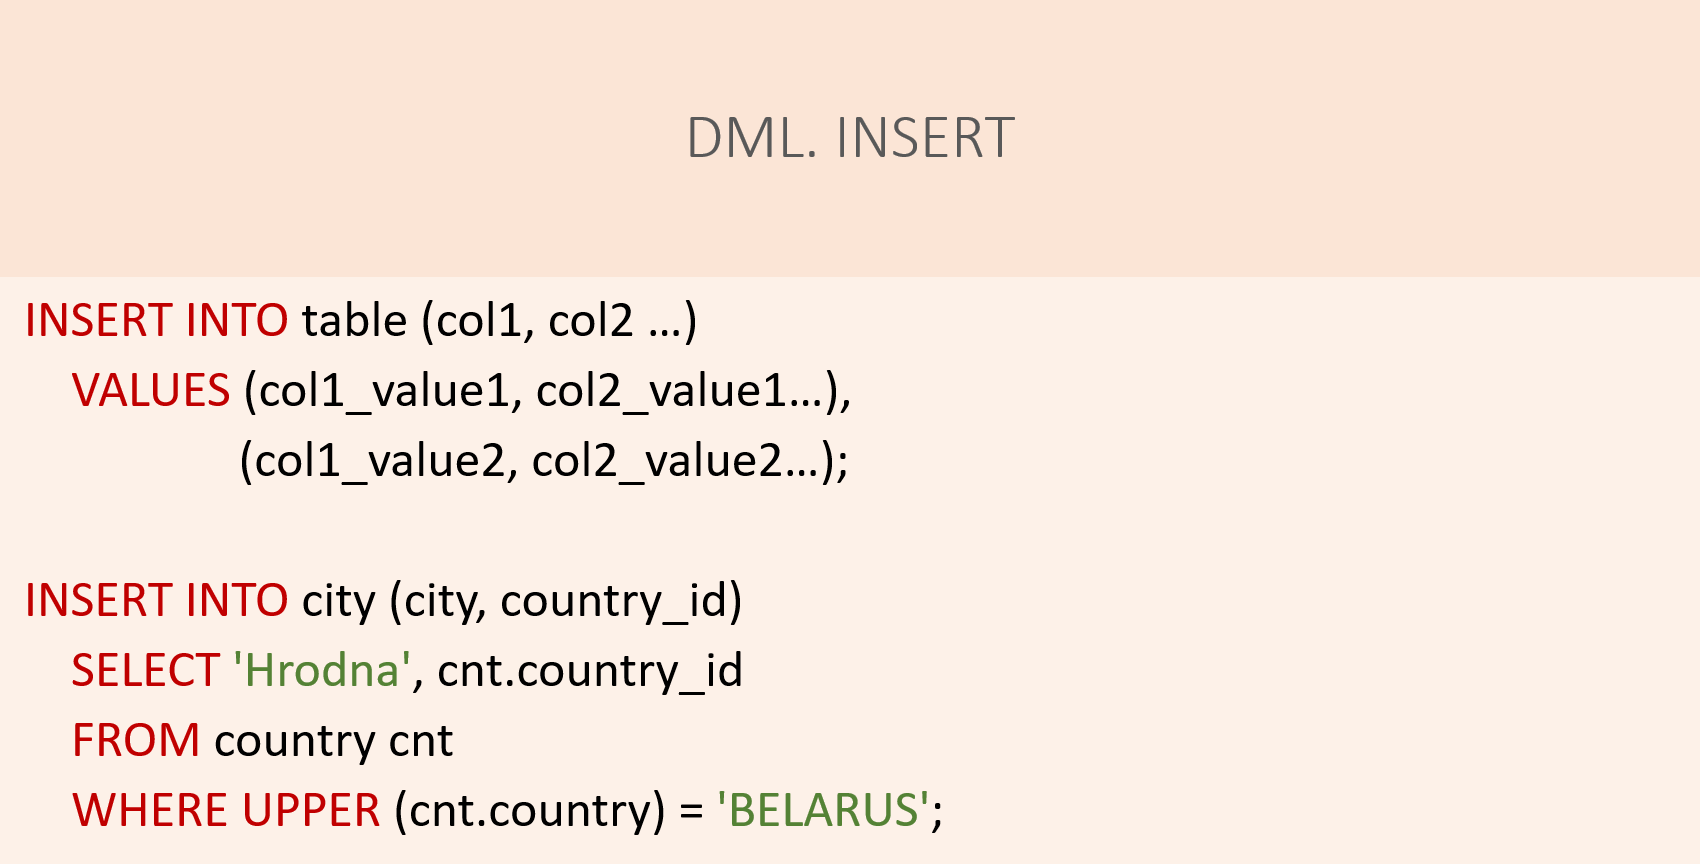 DML. INSERT
INSERT INTO table (col1, col2 …)
VALUES (col1_value1, col2_value1…),
(col1_value2, col2_value2…);
INSERT INTO city (city, country_id)
SELECT 'Hrodna', cnt.country_id
FROM country cnt
WHERE UPPER (cnt.country) = 'BELARUS';